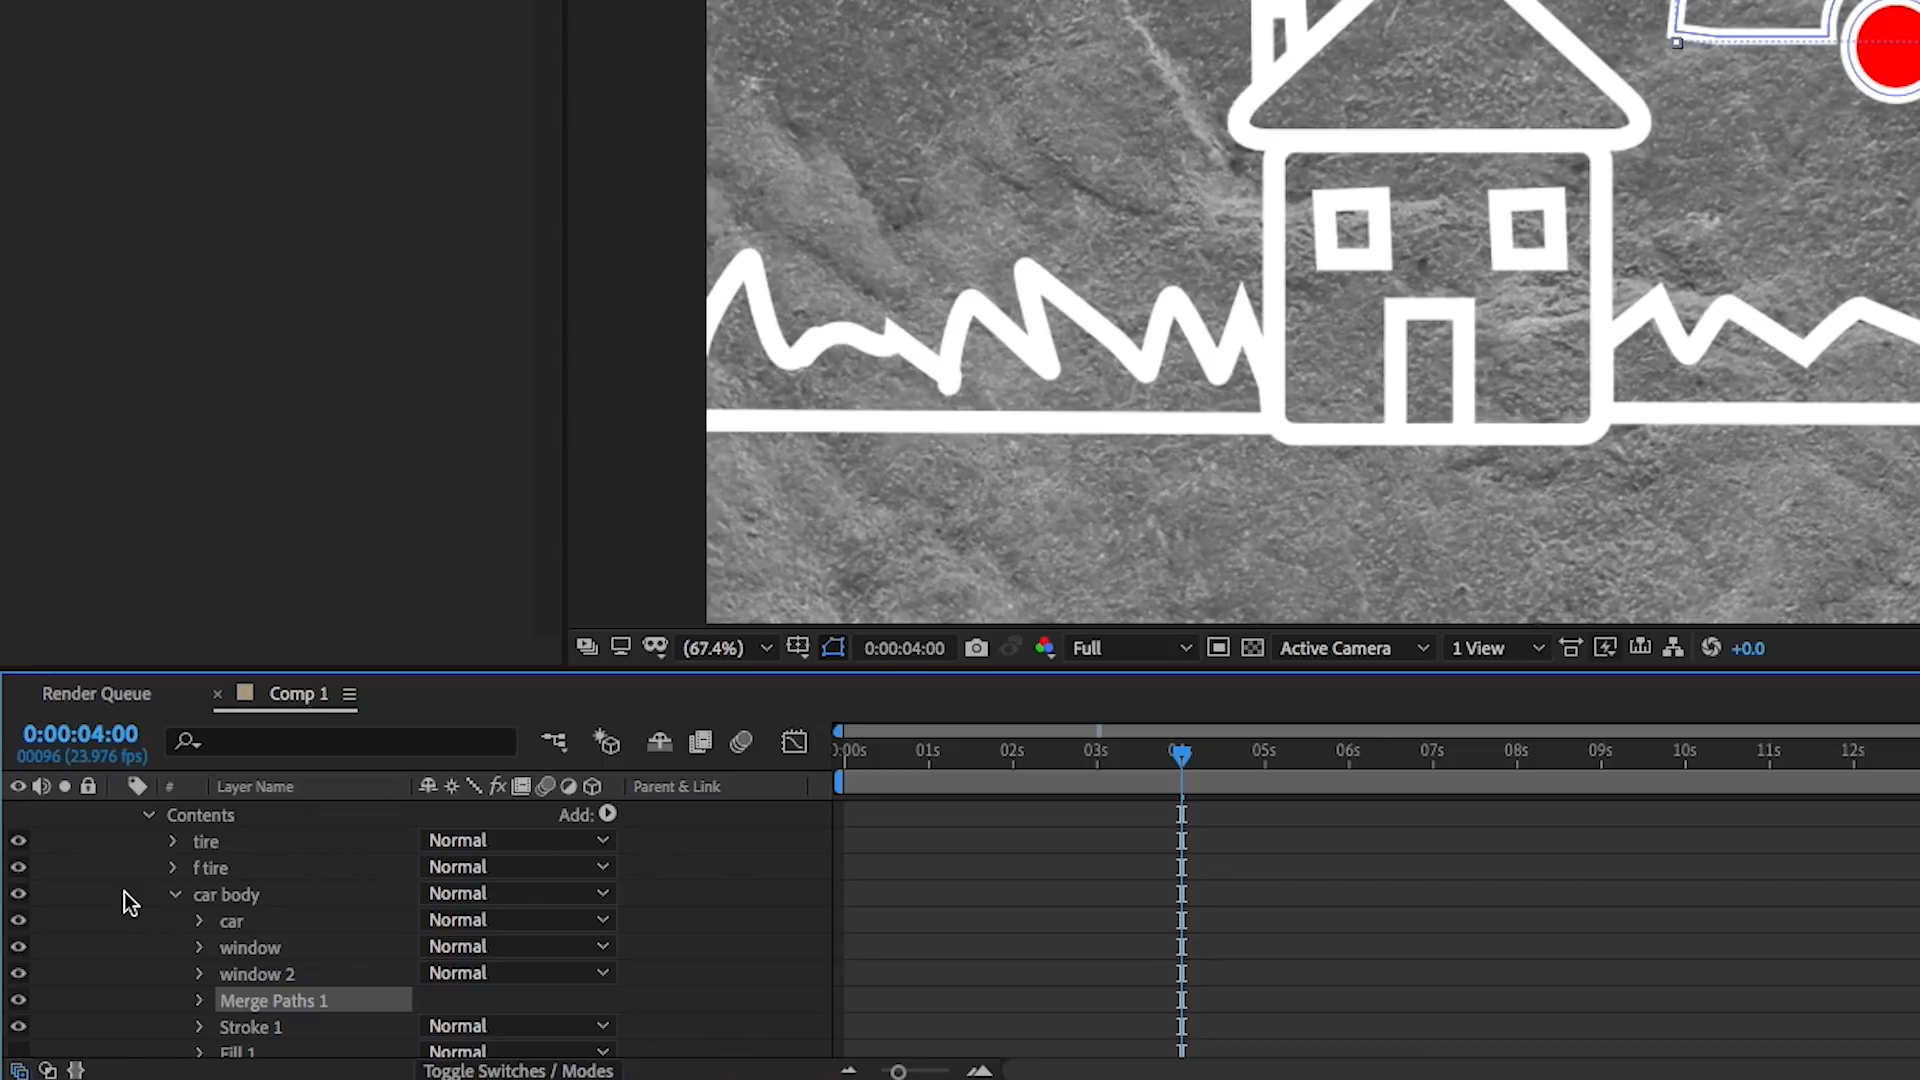 (67.4%) 0:00:04:00 Full Active Camera 1 View +0.0
Render Queue × Comp 1
0:00:04:00
00096 (23.976 fps)
:00s 01s 02s 03s 05s 06s 07s 08s 09s 10s 11s 12s
# Layer Name fx Parent & Link
Contents Add:
tire Normal
f tire Normal
car body Normal
car Normal
window Normal
window 2 Normal
Merge Paths 1
Stroke 1 Normal
Fill 1 Normal
Toggle Switches / Modes